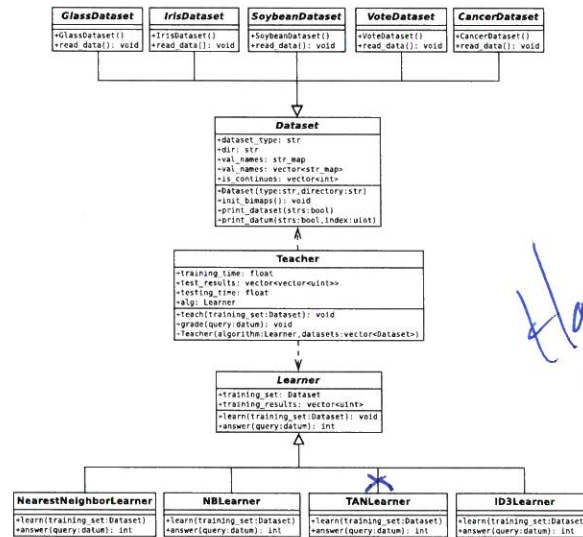 GlassDataset
+GlassDataset()
+read_data(): void
IrisDataset
+IrisDataset()
+read_data(): void
SoybeanDataset
+SoybeanDataset()
+read_data(): void
VoteDataset
+VoteDataset()
+read_data(): void
CancerDataset
+CancerDataset()
+read_data(): void
Dataset
+dataset_type: str
+dir: str
+val_names: str_map
+val_names: vector<str_map>
+is_continuos: vector<int>
+Dataset(type:str,directory:str)
+init_bimaps(): void
+print_dataset(strs:bool)
+print_datum(strs:bool,index:uint)
Teacher
+training_time: float
+test_results: vector<vector<uint>>
+testing_time: float
+alg: Learner
+teach(training_set:Dataset): void
+grade(query:datum): void
+Teacher(algorithm:Learner,datasets:vector<Dataset>)
Learner
+training_set: Dataset
+training_results: vector<uint>
+learn(training_set:Dataset): void
+answer(query:datum): int
NearestNeighborLearner
+learn(training_set:Dataset)
+answer(query:datum): int
NBLearner
+learn(training_set:Dataset)
+answer(query:datum): int
TANLearner
+learn(training_set:Dataset)
+answer(query:datum): int
ID3Learner
+learn(training_set:Dataset)
+answer(query:datum): int